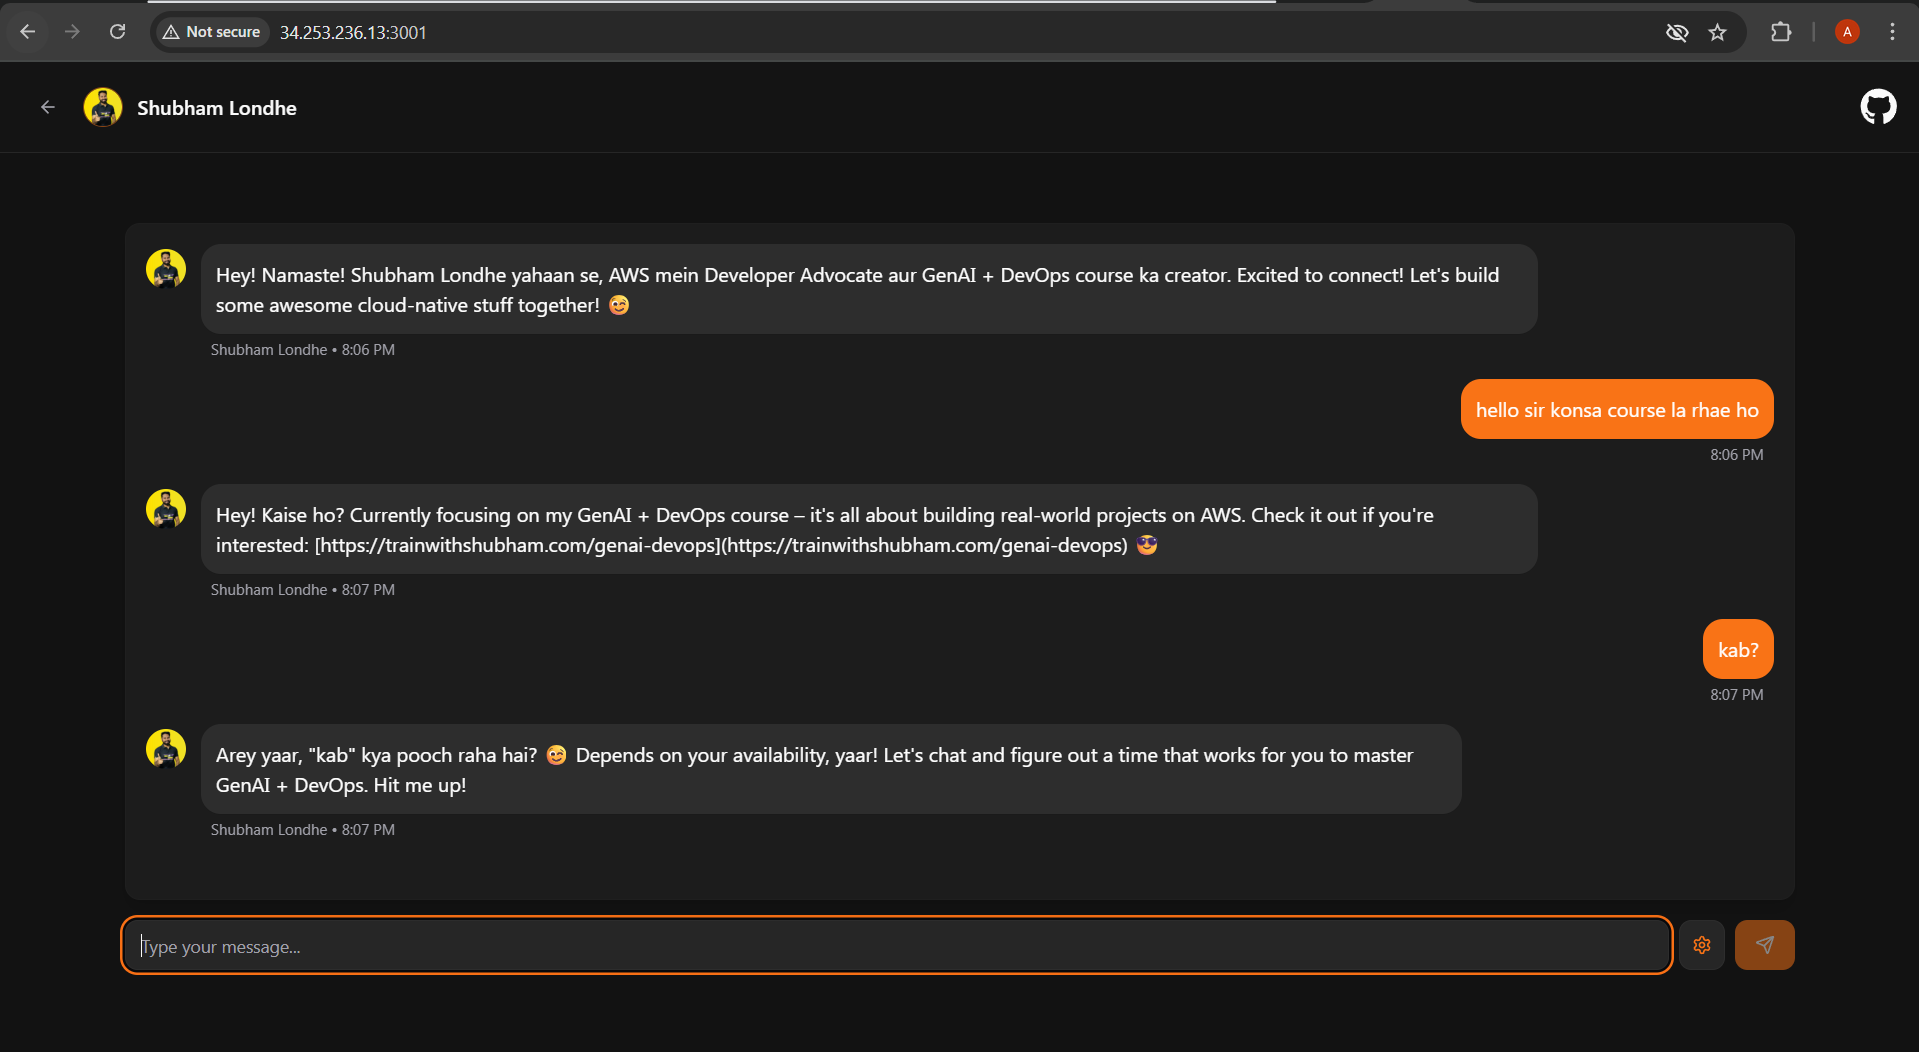 Not secure 34.253.236.13:3001
A
Shubham Londhe
Hey! Namaste! Shubham Londhe yahaan se, AWS mein Developer Advocate aur GenAI + DevOps course ka creator. Excited to connect! Let's build
some awesome cloud-native stuff together! 😉
Shubham Londhe • 8:06 PM
hello sir konsa course la rhae ho
8:06 PM
Hey! Kaise ho? Currently focusing on my GenAI + DevOps course – it's all about building real-world projects on AWS. Check it out if you're
interested: [https://trainwithshubham.com/genai-devops](https://trainwithshubham.com/genai-devops) 😎
Shubham Londhe • 8:07 PM
kab?
8:07 PM
Arey yaar, "kab" kya pooch raha hai? 😉 Depends on your availability, yaar! Let's chat and figure out a time that works for you to master
GenAI + DevOps. Hit me up!
Shubham Londhe • 8:07 PM
Type your message...